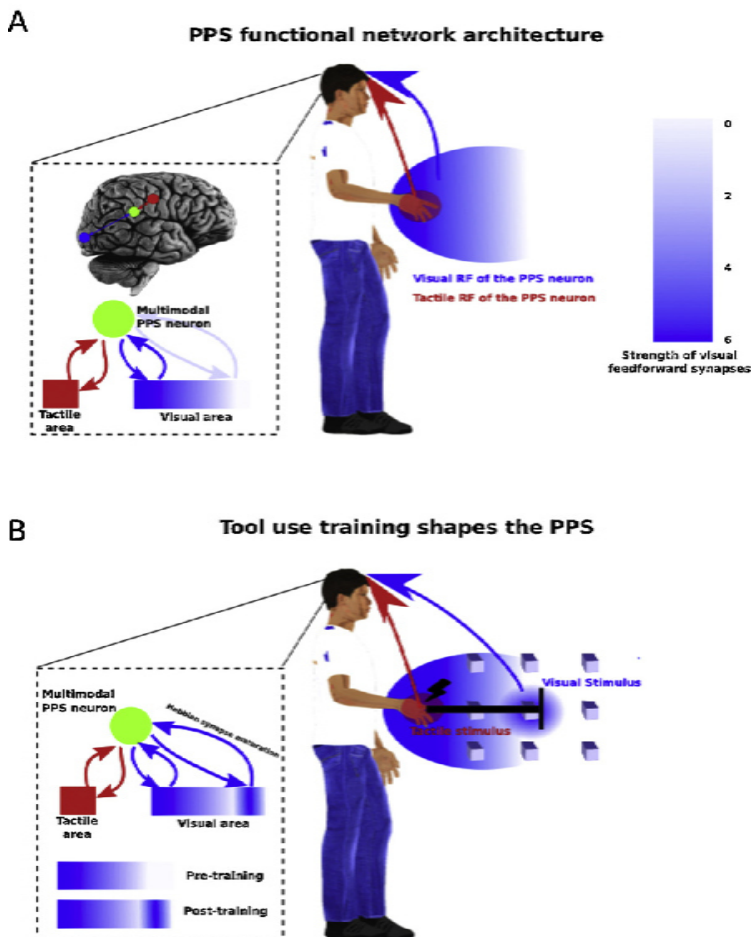 A
PPS functional network architecture
0
2
4
6
Strength of visual
feedforward synapses
Visual RF of the PPS neuron
Tactile RF of the PPS neuron
Multimodal
PPS neuron
Tactile
area
Visual area
B
Tool use training shapes the PPS
Visual Stimulus
Tactile stimulus
Multimodal
PPS neuron
Hebbian synapse maturation
Tactile
area
Visual area
Pre-training
Post-training